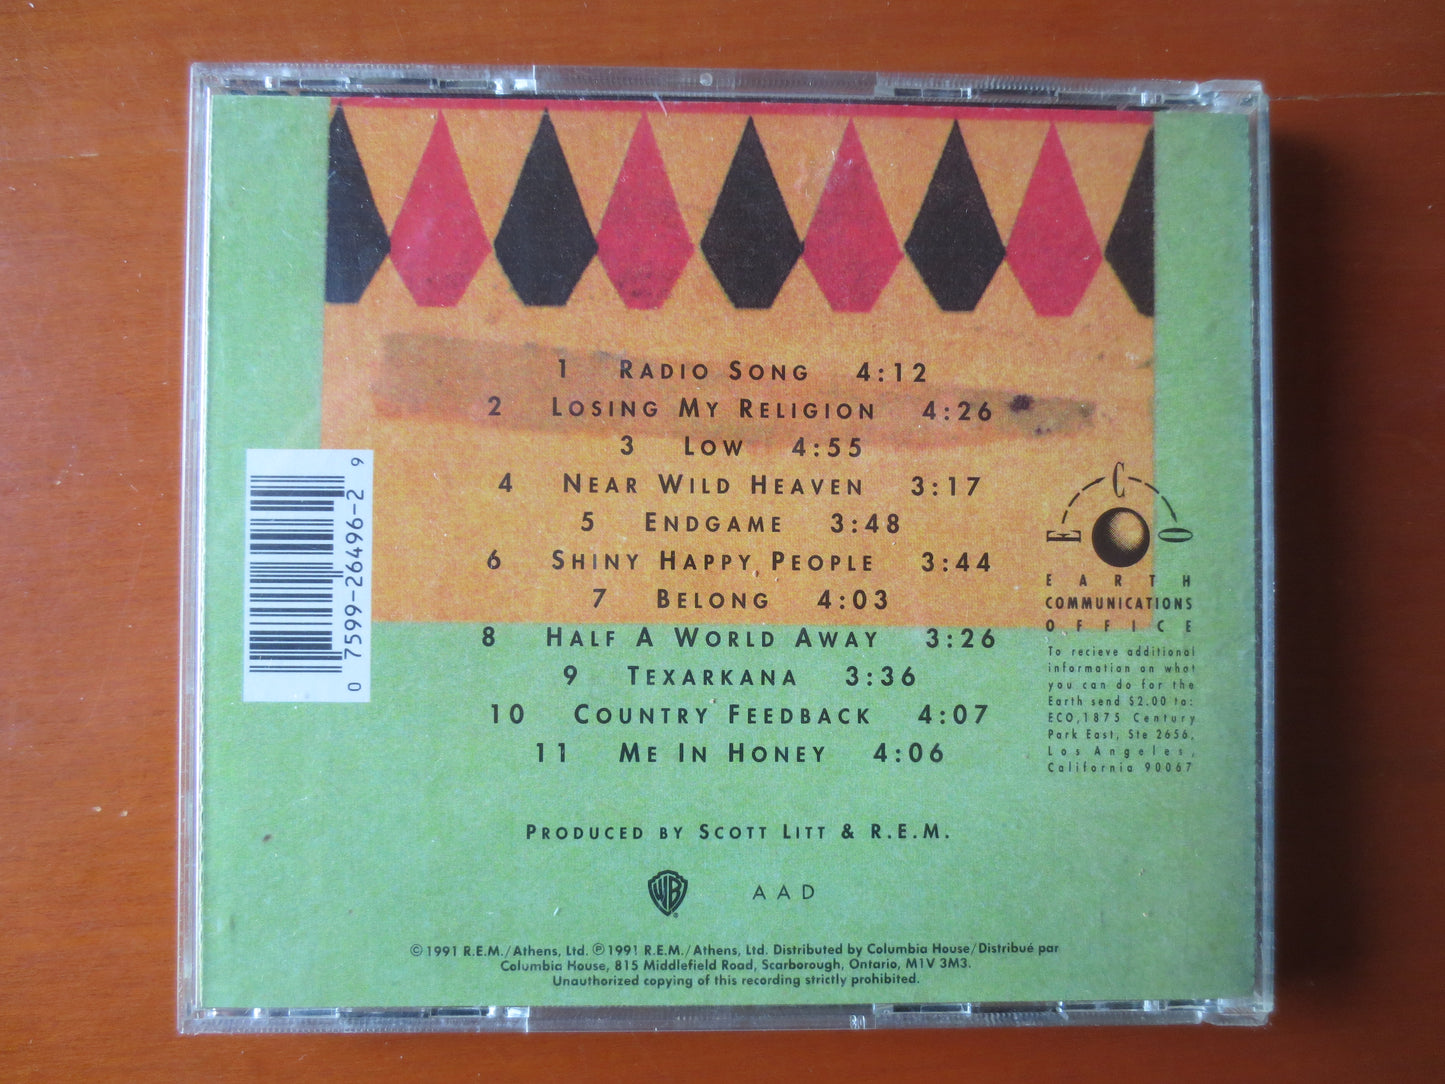 1 RADIO SONG 4:12
2 LOSING MY RELIGION 4:26
3 LOW 4:55
4 NEAR WILD HEAVEN 3:17
5 ENDGAME 3:48
6 SHINY HAPPY PEOPLE 3:44
7 BELONG 4:03
8 HALF A WORLD AWAY 3:26
9 TEXARKANA 3:36
10 COUNTRY FEEDBACK 4:07
11 ME IN HONEY 4:06
PRODUCED BY SCOTT LITT & R.E.M.
WB ®
AAD
© 1991 R.E.M./Athens, Ltd. ℗ 1991 R.E.M./Athens, Ltd. Distributed by Columbia House/Distribué par
Columbia House, 815 Middlefield Road, Scarborough, Ontario, M1V 3M3.
Unauthorized copying of this recording strictly prohibited.
0 7599-26496-2 9
E C O
EARTH
COMMUNICATIONS
OFFICE
To recieve additional
information on what
you can do for the
Earth send $2.00 to:
ECO,1875 Century
Park East, Ste 2656,
Los Angeles,
California 90067